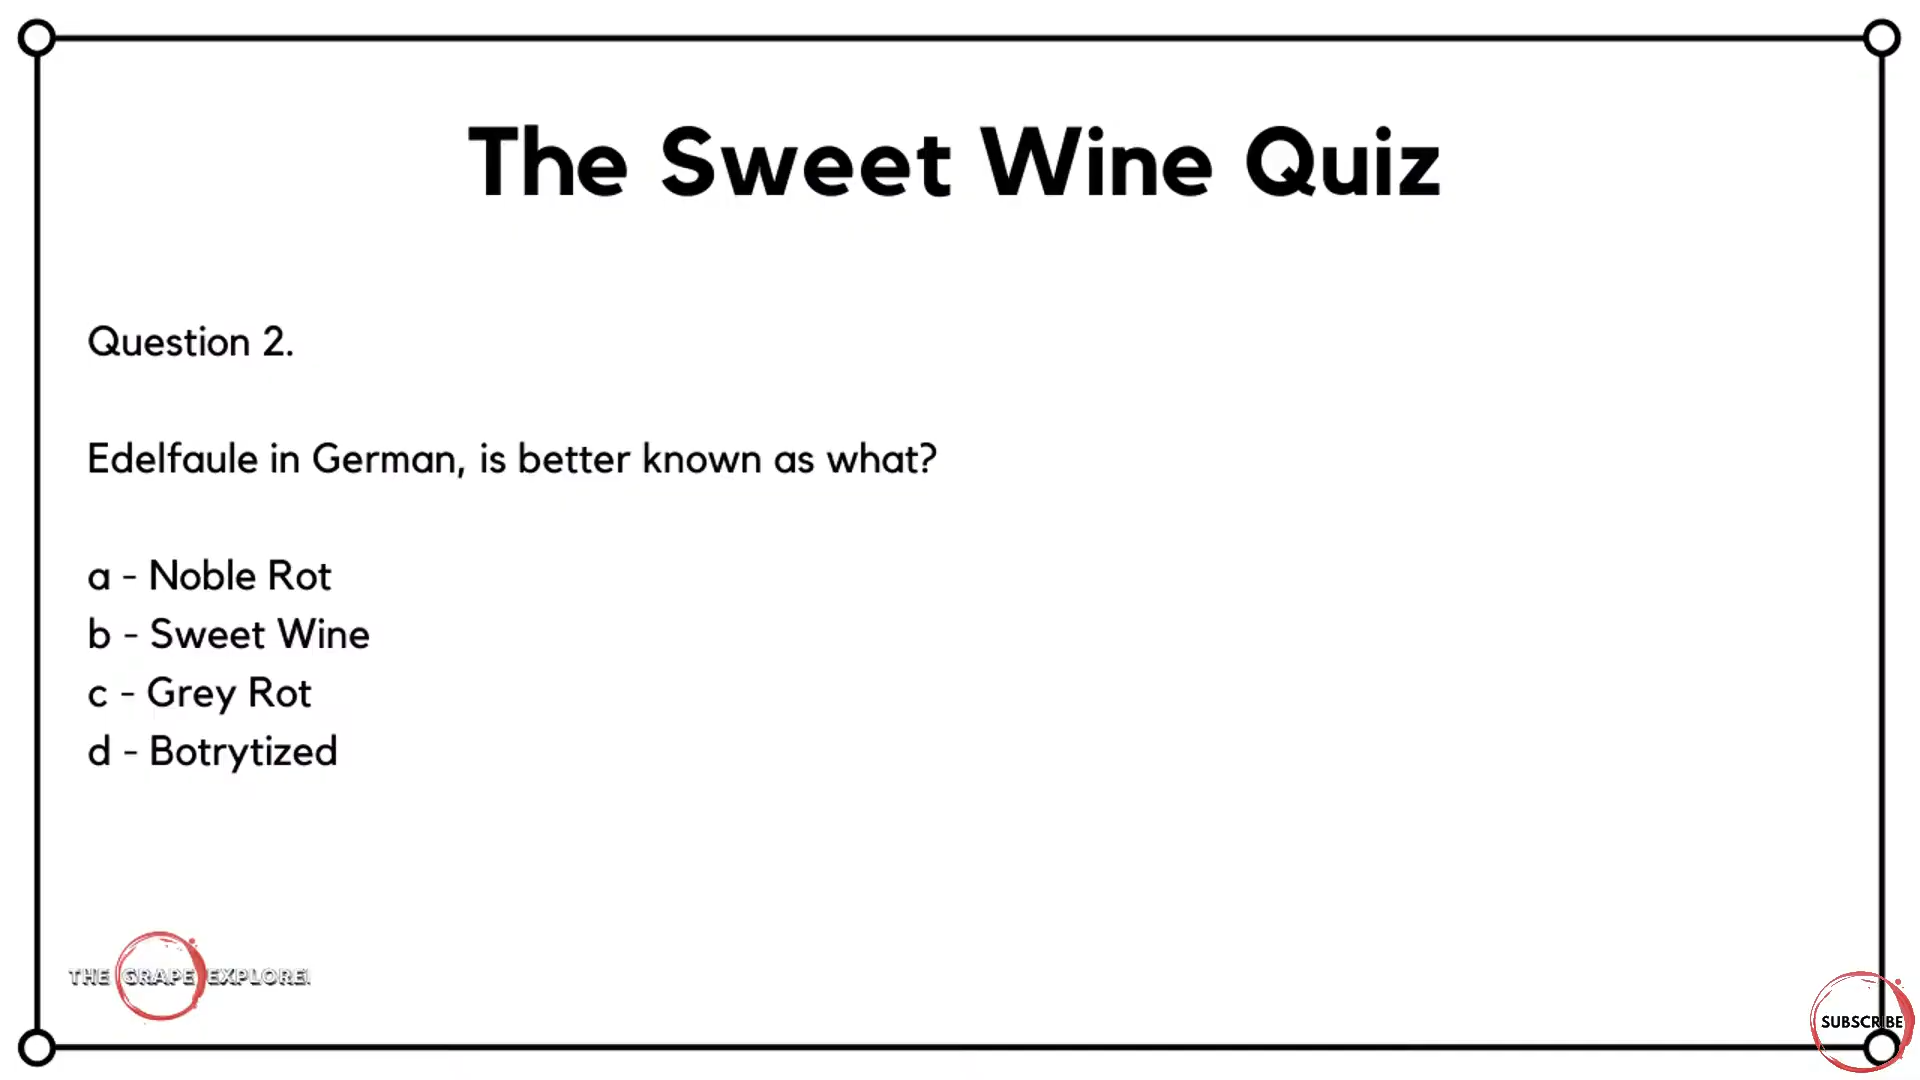 The Sweet Wine Quiz
Question 2.
Edelfaule in German, is better known as what?
a - Noble Rot
b - Sweet Wine
c - Grey Rot
d - Botrytized
THE GRAPE EXPLORE
SUBSCRIBE